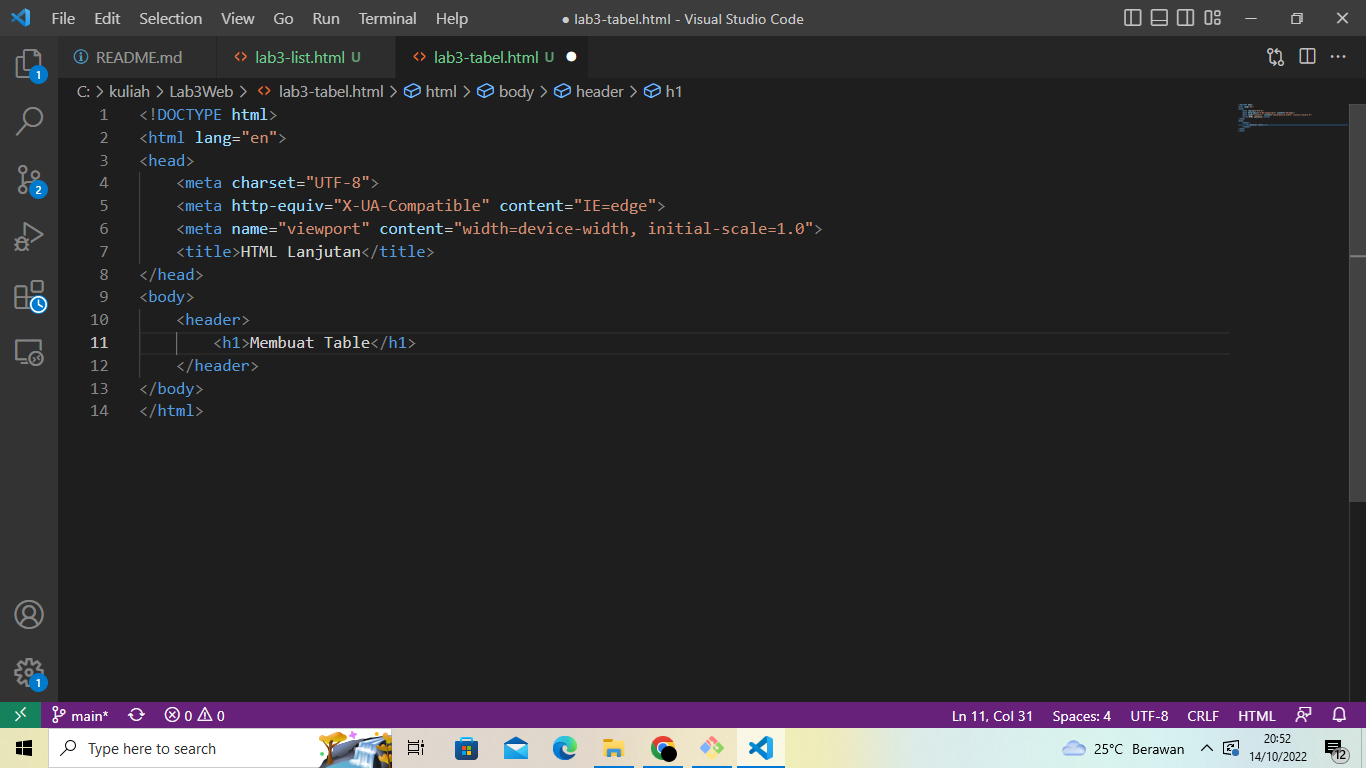 File Edit Selection View Go Run Terminal Help ● lab3-tabel.html - Visual Studio Code
README.md lab3-list.html U lab3-tabel.html U
C: > kuliah > Lab3Web > lab3-tabel.html > html > body > header > h1
1 <!DOCTYPE html>
2 <html lang="en">
3 <head>
4 <meta charset="UTF-8">
5 <meta http-equiv="X-UA-Compatible" content="IE=edge">
6 <meta name="viewport" content="width=device-width, initial-scale=1.0">
7 <title>HTML Lanjutan</title>
8 </head>
9 <body>
10 <header>
11 <h1>Membuat Table</h1>
12 </header>
13 </body>
14 </html>
1
2
1
main* 0 0 Ln 11, Col 31 Spaces: 4 UTF-8 CRLF HTML
Type here to search 25°C Berawan 20:52
14/10/2022 12